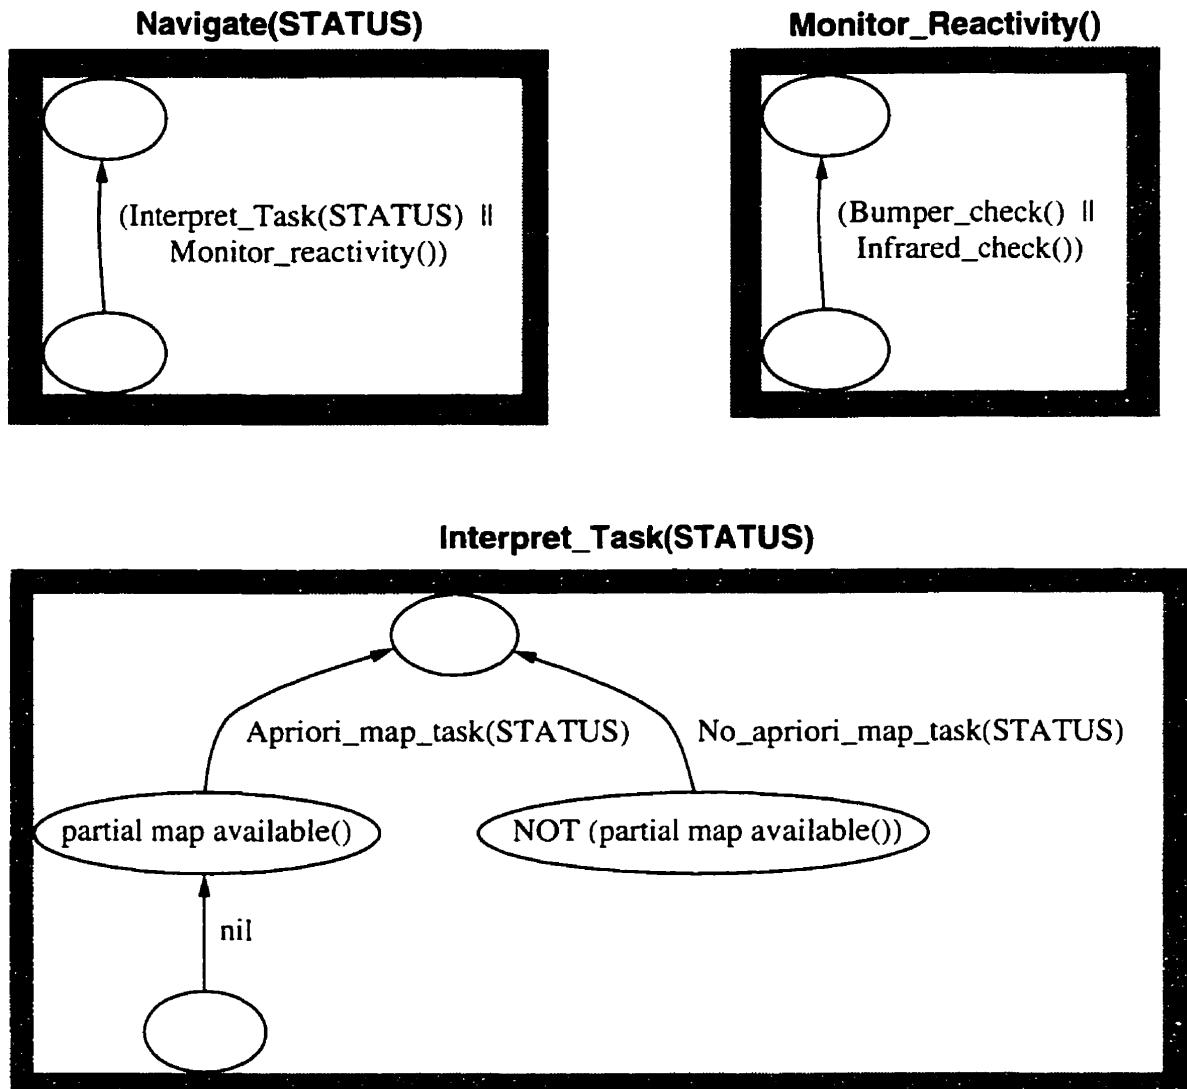 Navigate(STATUS)
Monitor_Reactivity()
(Interpret_Task(STATUS) ||
Monitor_reactivity())
(Bumper_check() ||
Infrared_check())
Interpret_Task(STATUS)
Apriori_map_task(STATUS)
No_apriori_map_task(STATUS)
partial map available()
NOT (partial map available())
nil